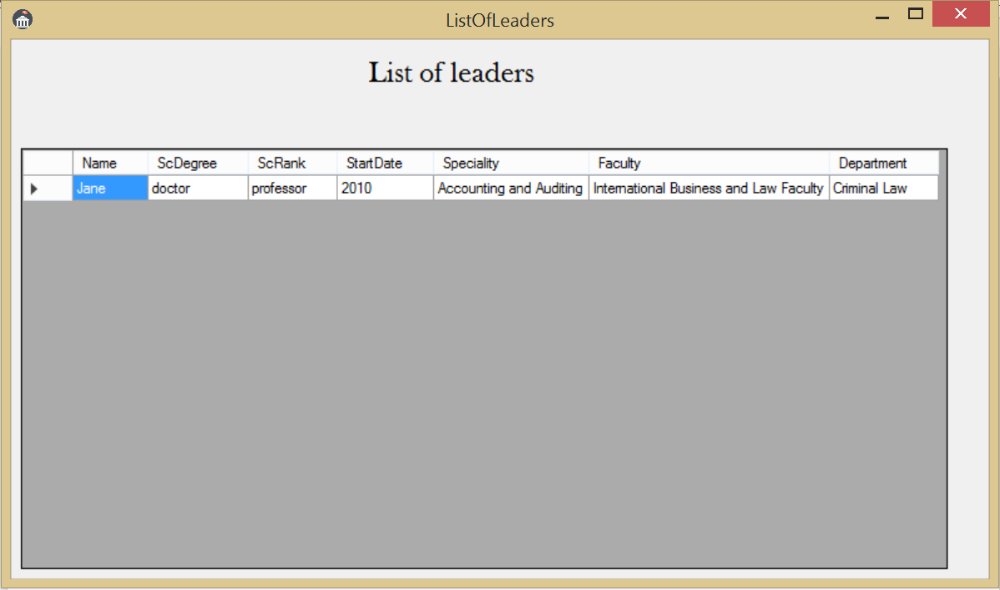 ListOfLeaders
List of leaders
Name ScDegree ScRank StartDate Speciality Faculty Department
Jane doctor professor 2010 Accounting and Auditing International Business and Law Faculty Criminal Law